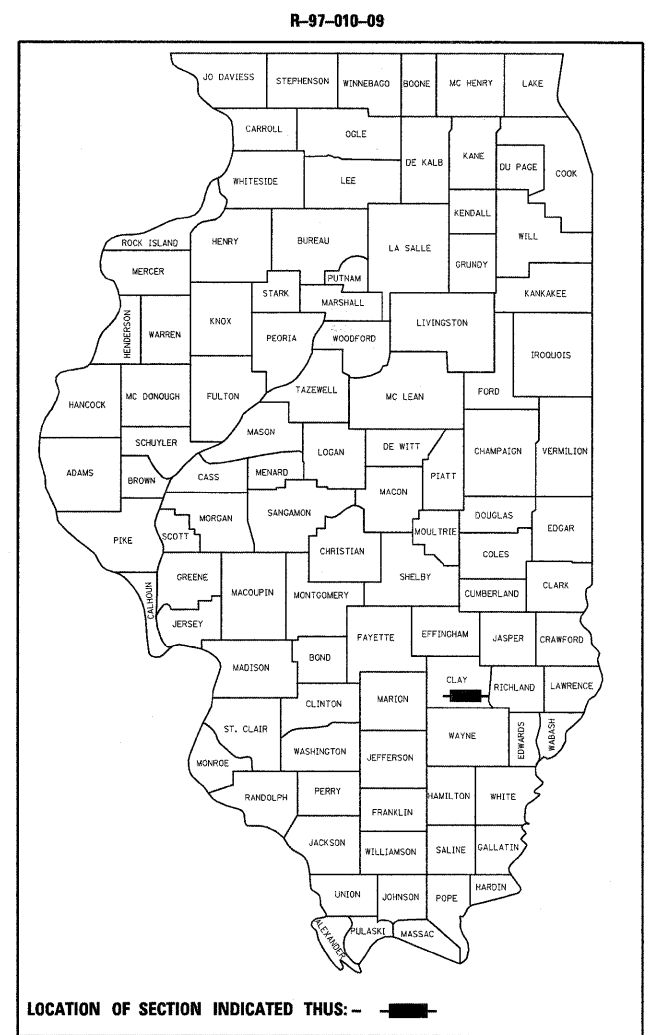 R-97-010-09
JO DAVIESS
STEPHENSON
WINNEBAGO
BOONE
MC HENRY
LAKE
CARROLL
OGLE
DE KALB
KANE
DU PAGE
COOK
WHITESIDE
LEE
KENDALL
WILL
ROCK ISLAND
HENRY
BUREAU
LA SALLE
GRUNDY
MERCER
PUTNAM
STARK
MARSHALL
KANKAKEE
HENDERSON
WARREN
KNOX
PEORIA
WOODFORD
LIVINGSTON
IROQUOIS
HANCOCK
MC DONOUGH
FULTON
TAZEWELL
MC LEAN
FORD
MASON
SCHUYLER
LOGAN
DE WITT
CHAMPAIGN
VERMILION
ADAMS
BROWN
CASS
MENARD
PIATT
MACON
MORGAN
SANGAMON
DOUGLAS
EDGAR
PIKE
SCOTT
CHRISTIAN
MOULTRIE
COLES
CALHOUN
GREENE
MACOUPIN
MONTGOMERY
SHELBY
CUMBERLAND
CLARK
JERSEY
FAYETTE
EFFINGHAM
JASPER
CRAWFORD
MADISON
BOND
CLAY
RICHLAND
LAWRENCE
CLINTON
MARION
ST. CLAIR
WAYNE
EDWARDS
WABASH
MONROE
WASHINGTON
JEFFERSON
RANDOLPH
PERRY
HAMILTON
WHITE
FRANKLIN
JACKSON
WILLIAMSON
SALINE
GALLATIN
UNION
JOHNSON
POPE
HARDIN
ALEXANDER
PULASKI
MASSAC
LOCATION OF SECTION INDICATED THUS: -